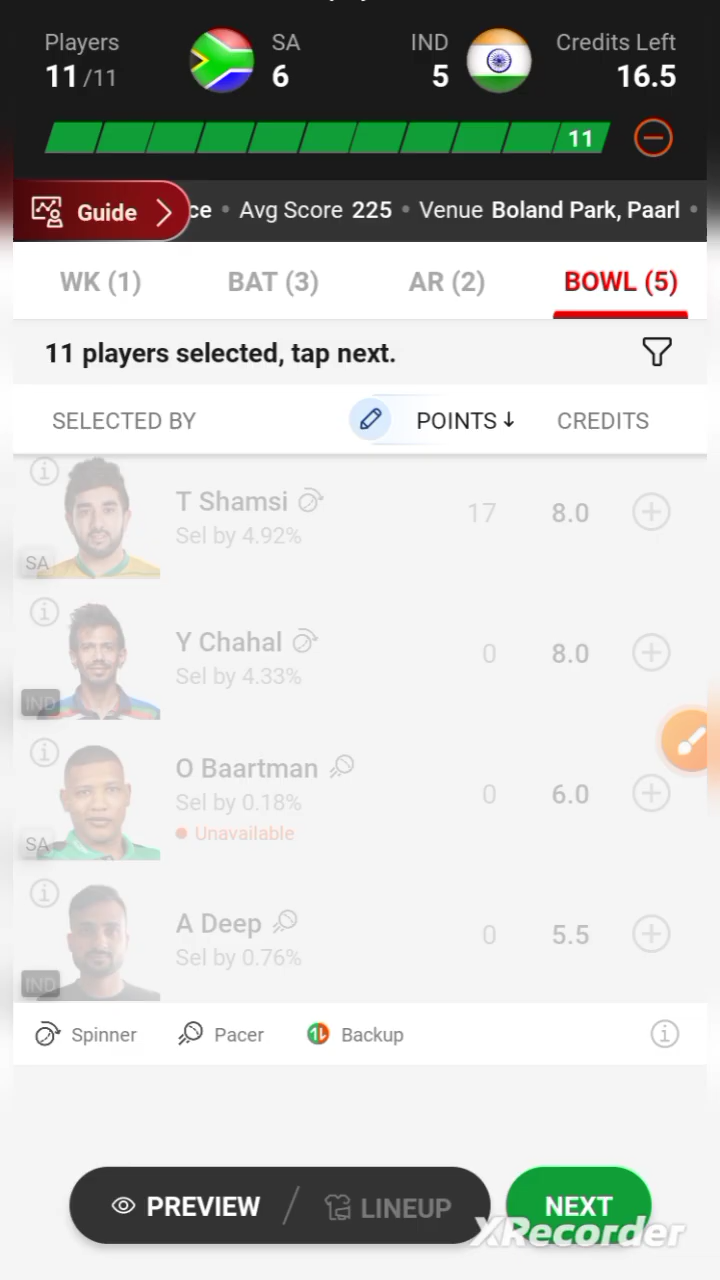 Players
SA
IND
Credits Left
11/11
6
5
16.5
11
Guide
ce • Avg Score 225 • Venue Boland Park, Paarl •
WK (1)
BAT (3)
AR (2)
BOWL (5)
11 players selected, tap next.
SELECTED BY
POINTS↓
CREDITS
T Shamsi
17
8.0
Sel by 4.92%
SA
Y Chahal
0
8.0
Sel by 4.33%
IND
O Baartman
0
6.0
Sel by 0.18%
• Unavailable
SA
A Deep
0
5.5
Sel by 0.76%
IND
Spinner
Pacer
Backup
PREVIEW / LINEUP
NEXT
XRecorder